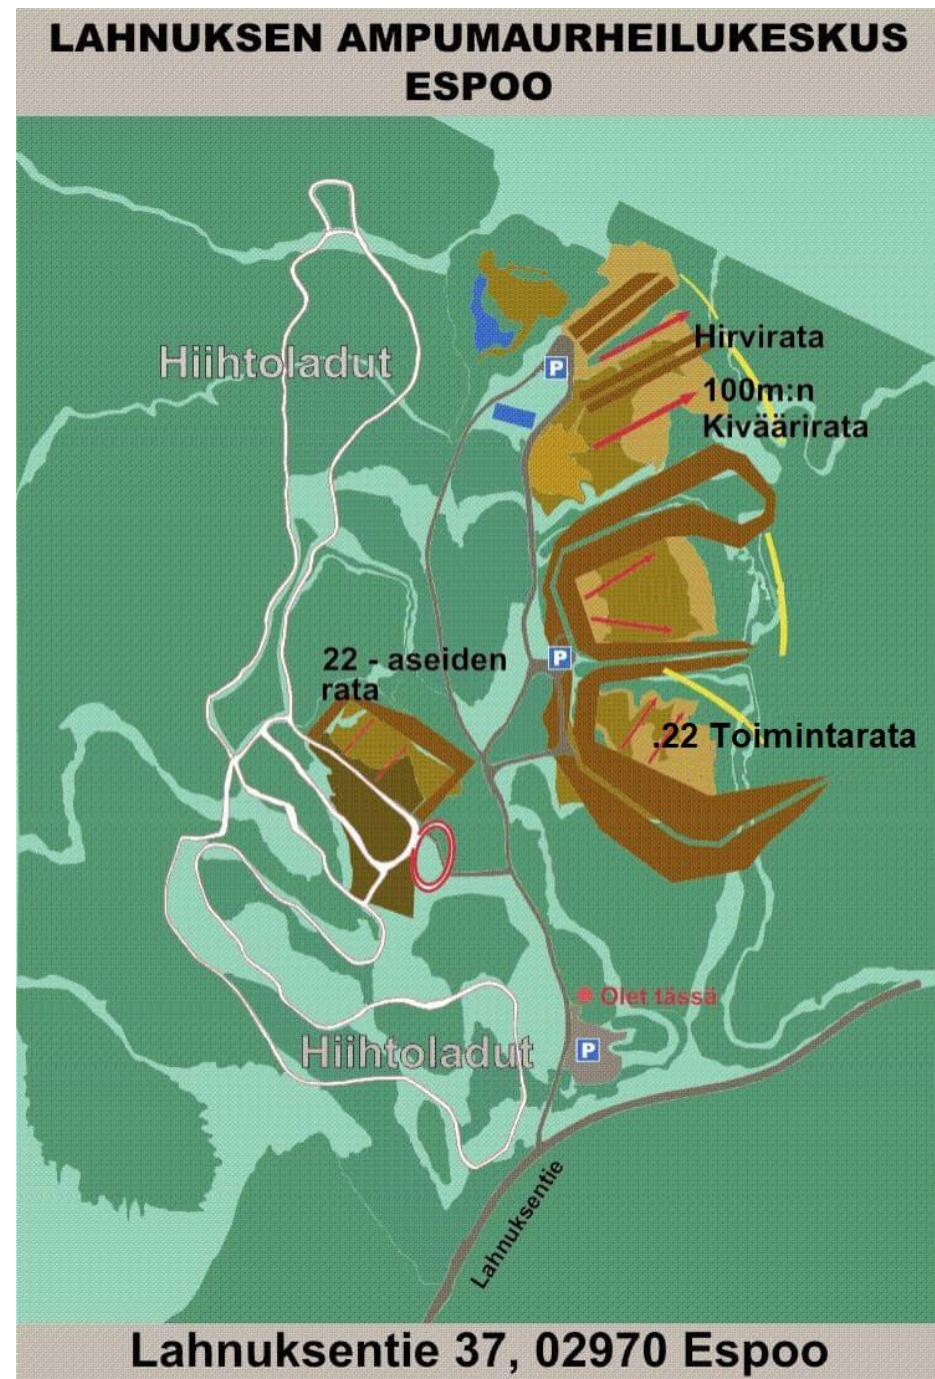 LAHNUKSEN AMPUMAURHEILUKESKUS
ESPOO
Hiihtoladut
P
Hirvirata
100m:n
Kiväärirata
22 - aseiden
rata
P
.22 Toimintarata
Olet tässä
Hiihtoladut
P
Lahnuksentie
Lahnuksentie 37, 02970 Espoo